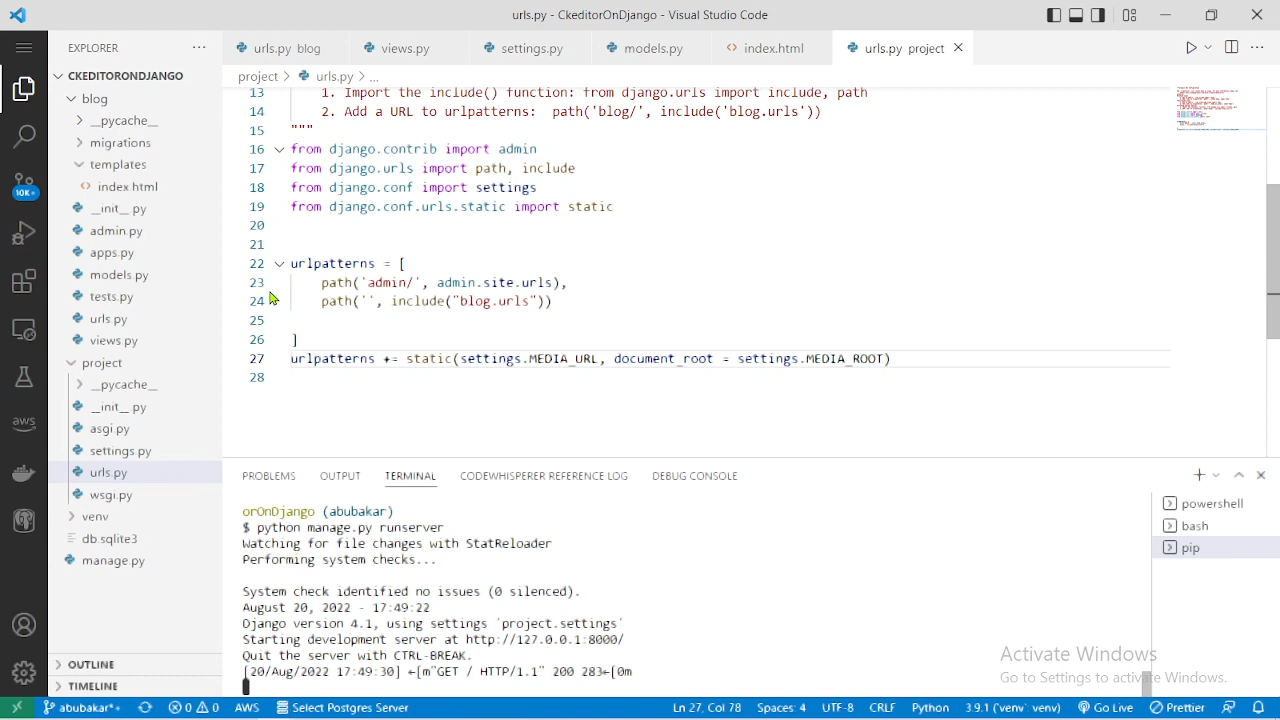 urls.py - CkeditorOnDjango - Visual Studio Code
EXPLORER
CKEDITORONDJANGO
blog
__pycache__
migrations
templates
index.html
__init__.py
admin.py
apps.py
models.py
tests.py
urls.py
views.py
project
__pycache__
__init__.py
asgi.py
settings.py
urls.py
wsgi.py
venv
db.sqlite3
manage.py
OUTLINE
TIMELINE
10K+
aws
urls.py blog
views.py
settings.py
models.py
index.html
urls.py project
project > urls.py > ...
13 1. Import the include() function: from django.urls import include, path
14 2. Add a URL to urlpatterns: path('blog/', include('blog.urls'))
15 """
16 from django.contrib import admin
17 from django.urls import path, include
18 from django.conf import settings
19 from django.conf.urls.static import static
20
21
22 urlpatterns = [
23 path('admin/', admin.site.urls),
24 path('', include("blog.urls"))
25
26 ]
27 urlpatterns += static(settings.MEDIA_URL, document_root = settings.MEDIA_ROOT)
28
PROBLEMS OUTPUT TERMINAL CODEWHISPERER REFERENCE LOG DEBUG CONSOLE
orOnDjango (abubakar)
$ python manage.py runserver
Watching for file changes with StatReloader
Performing system checks...
System check identified no issues (0 silenced).
August 20, 2022 - 17:49:22
Django version 4.1, using settings 'project.settings'
Starting development server at http://127.0.0.1:8000/
Quit the server with CTRL-BREAK.
[20/Aug/2022 17:49:30] ←[m"GET / HTTP/1.1" 200 283←[0m
powershell
bash
pip
Activate Windows
Go to Settings to activate Windows.
abubakar*+ 0 0 AWS Select Postgres Server Ln 27, Col 78 Spaces: 4 UTF-8 CRLF Python 3.9.1 ('venv': venv) Go Live Prettier